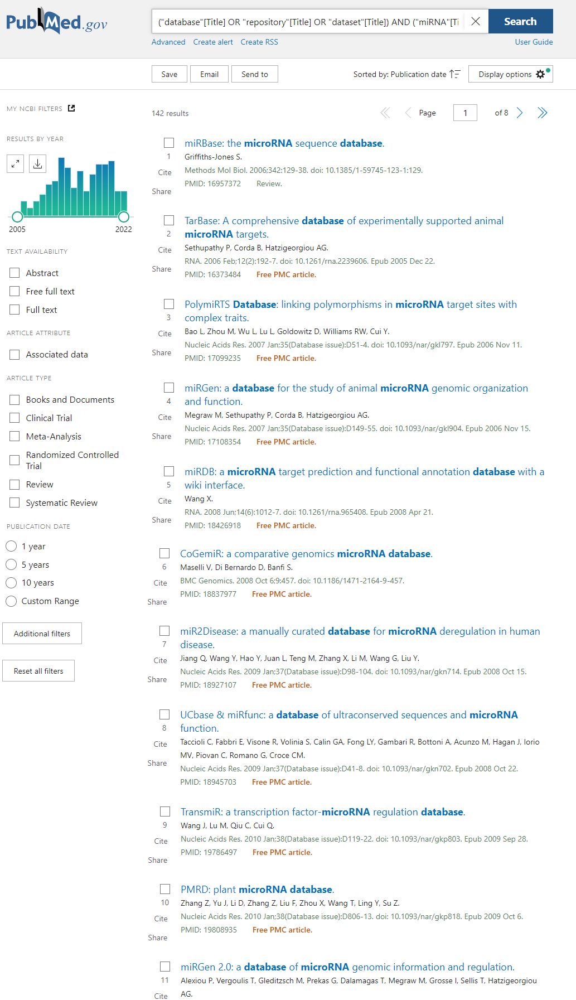 PubMed.gov
("database"[Title] OR "repository"[Title] OR "dataset"[Title]) AND ("miRNA"[Ti
Search
Advanced Create alert Create RSS
User Guide
Save Email Send to
Sorted by: Publication date
Display options
MY NCBI FILTERS
142 results
Page 1 of 8
RESULTS BY YEAR
2005 2022
TEXT AVAILABILITY
Abstract
Free full text
Full text
ARTICLE ATTRIBUTE
Associated data
ARTICLE TYPE
Books and Documents
Clinical Trial
Meta-Analysis
Randomized Controlled
Trial
Review
Systematic Review
PUBLICATION DATE
1 year
5 years
10 years
Custom Range
Additional filters
Reset all filters
miRBase: the microRNA sequence database.
1
Griffiths-Jones S.
Cite
Methods Mol Biol. 2006;342:129-38. doi: 10.1385/1-59745-123-1:129.
PMID: 16957372 Review.
Share
TarBase: A comprehensive database of experimentally supported animal
2
microRNA targets.
Cite
Sethupathy P, Corda B, Hatzigeorgiou AG.
RNA. 2006 Feb;12(2):192-7. doi: 10.1261/rna.2239606. Epub 2005 Dec 22.
Share
PMID: 16373484 Free PMC article.
PolymiRTS Database: linking polymorphisms in microRNA target sites with
3
complex traits.
Cite
Bao L, Zhou M, Wu L, Lu L, Goldowitz D, Williams RW, Cui Y.
Nucleic Acids Res. 2007 Jan;35(Database issue):D51-4. doi: 10.1093/nar/gkl797. Epub 2006 Nov 11.
Share
PMID: 17099235 Free PMC article.
miRGen: a database for the study of animal microRNA genomic organization
4
and function.
Cite
Megraw M, Sethupathy P, Corda B, Hatzigeorgiou AG.
Nucleic Acids Res. 2007 Jan;35(Database issue):D149-55. doi: 10.1093/nar/gkl904. Epub 2006 Nov 15.
Share
PMID: 17108354 Free PMC article.
miRDB: a microRNA target prediction and functional annotation database with a
5
wiki interface.
Cite
Wang X.
RNA. 2008 Jun;14(6):1012-7. doi: 10.1261/rna.965408. Epub 2008 Apr 21.
Share
PMID: 18426918 Free PMC article.
CoGemiR: a comparative genomics microRNA database.
6
Maselli V, Di Bernardo D, Banfi S.
Cite
BMC Genomics. 2008 Oct 6;9:457. doi: 10.1186/1471-2164-9-457.
PMID: 18837977 Free PMC article.
Share
miR2Disease: a manually curated database for microRNA deregulation in human
7
disease.
Cite
Jiang Q, Wang Y, Hao Y, Juan L, Teng M, Zhang X, Li M, Wang G, Liu Y.
Nucleic Acids Res. 2009 Jan;37(Database issue):D98-104. doi: 10.1093/nar/gkn714. Epub 2008 Oct 15.
Share
PMID: 18927107 Free PMC article.
UCbase & miRfunc: a database of ultraconserved sequences and microRNA
8
function.
Cite
Taccioli C, Fabbri E, Visone R, Volinia S, Calin GA, Fong LY, Gambari R, Bottoni A, Acunzo M, Hagan J, Iorio
MV, Piovan C, Romano G, Croce CM.
Share
Nucleic Acids Res. 2009 Jan;37(Database issue):D41-8. doi: 10.1093/nar/gkn702. Epub 2008 Oct 22.
PMID: 18945703 Free PMC article.
TransmiR: a transcription factor-microRNA regulation database.
9
Wang J, Lu M, Qiu C, Cui Q.
Cite
Nucleic Acids Res. 2010 Jan;38(Database issue):D119-22. doi: 10.1093/nar/gkp803. Epub 2009 Sep 28.
PMID: 19786497 Free PMC article.
Share
PMRD: plant microRNA database.
10
Zhang Z, Yu J, Li D, Zhang Z, Liu F, Zhou X, Wang T, Ling Y, Su Z.
Cite
Nucleic Acids Res. 2010 Jan;38(Database issue):D806-13. doi: 10.1093/nar/gkp818. Epub 2009 Oct 6.
PMID: 19808935 Free PMC article.
Share
miRGen 2.0: a database of microRNA genomic information and regulation.
11
Alexiou P, Vergoulis T, Gleditzsch M, Prekas G, Dalamagas T, Megraw M, Grosse I, Sellis T, Hatzigeorgiou
Cite
AG.